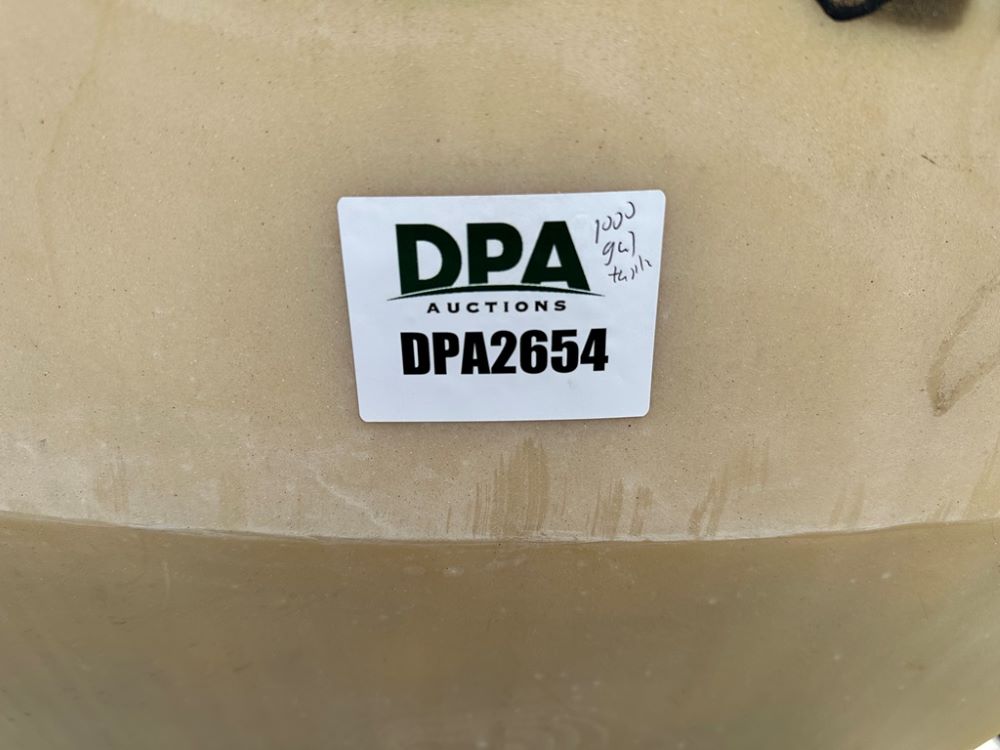 DPA
AUCTIONS
DPA2654
1000
gal
tank